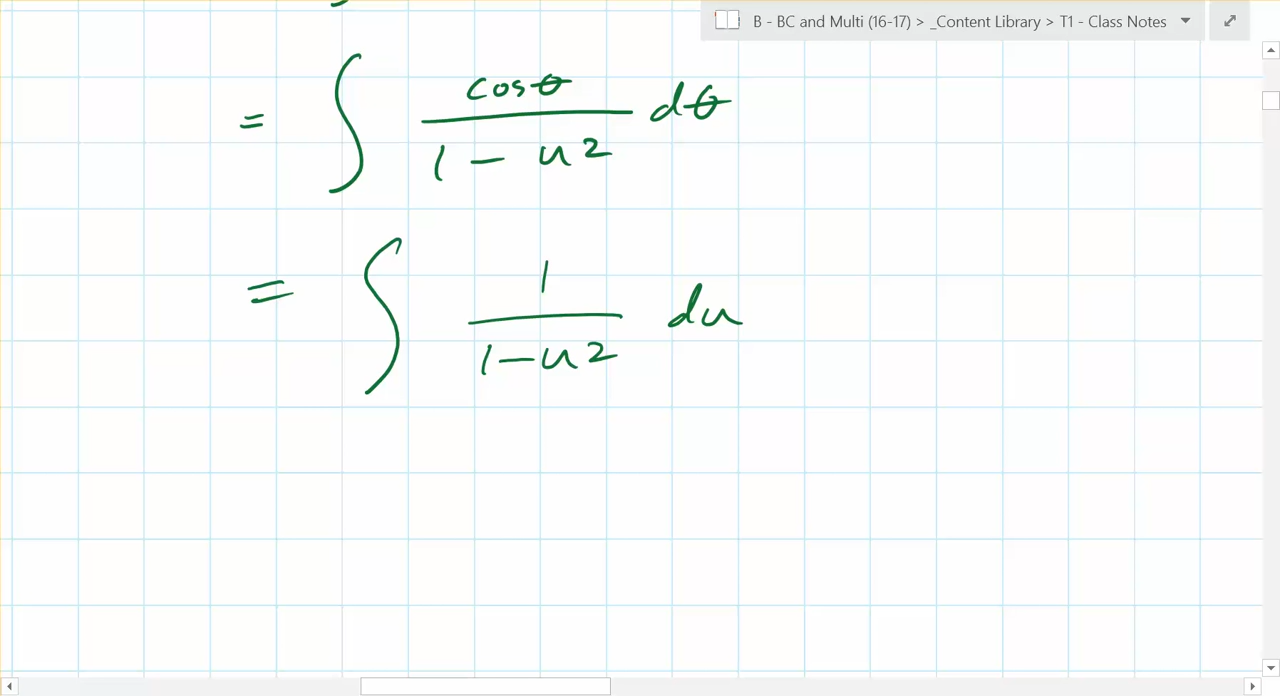 B - BC and Multi (16-17) > _Content Library > T1 - Class Notes
= ∫ cosθ / (1 - u²) dθ
= ∫ 1 / (1 - u²) du